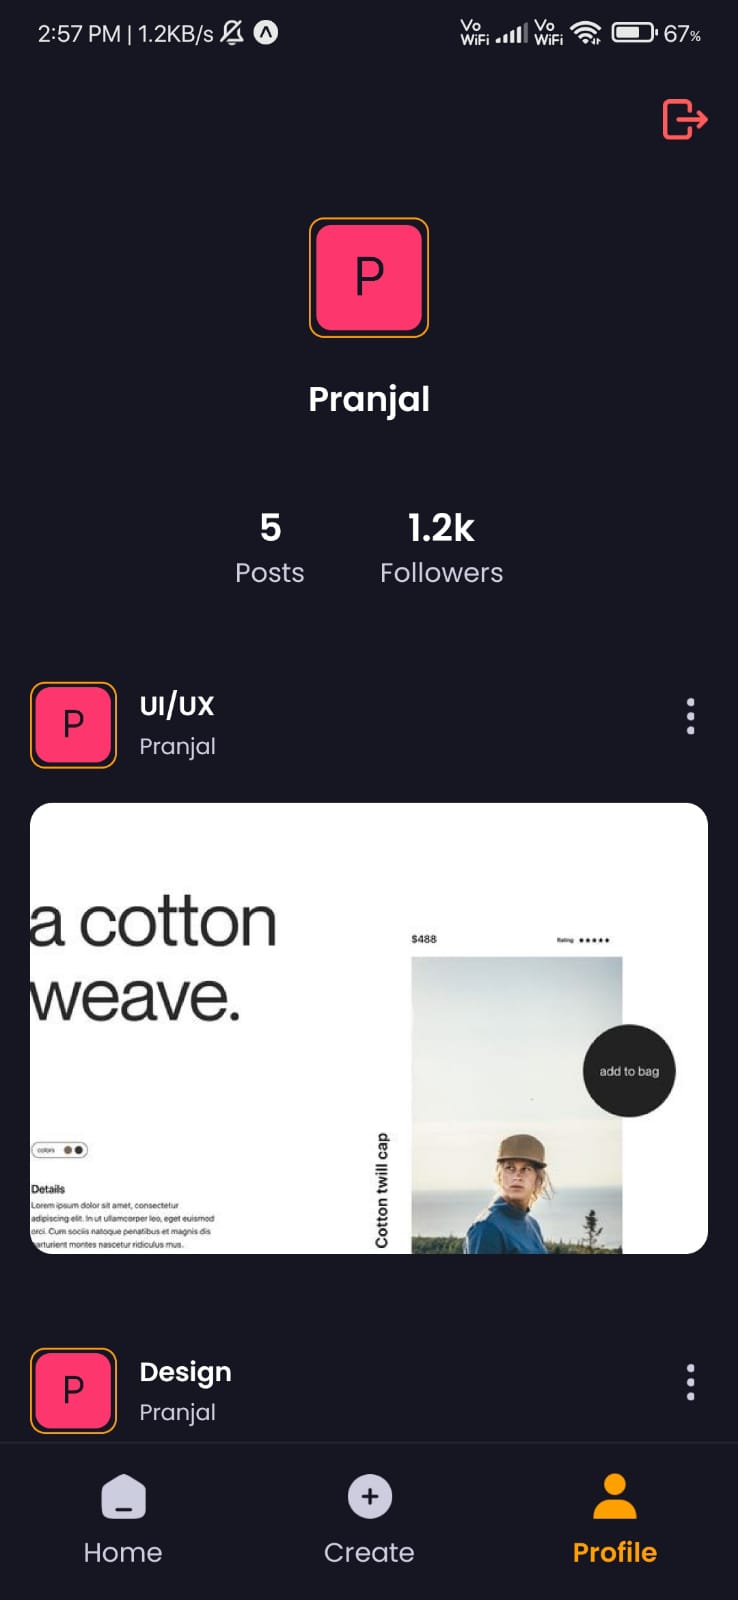 2:57 PM | 1.2KB/s
Vo WiFi Vo WiFi 67%
P
Pranjal
5 1.2k
Posts Followers
P
UI/UX
Pranjal
a cotton
weave.
$488 Rating ★★★★★
add to bag
colors
Cotton twill cap
Details
Lorem ipsum dolor sit amet, consectetur
adipiscing elit. In ut ullamcorper leo, eget euismod
orci. Cum sociis natoque penatibus et magnis dis
parturient montes nascetur ridiculus mus.
P
Design
Pranjal
Home Create Profile